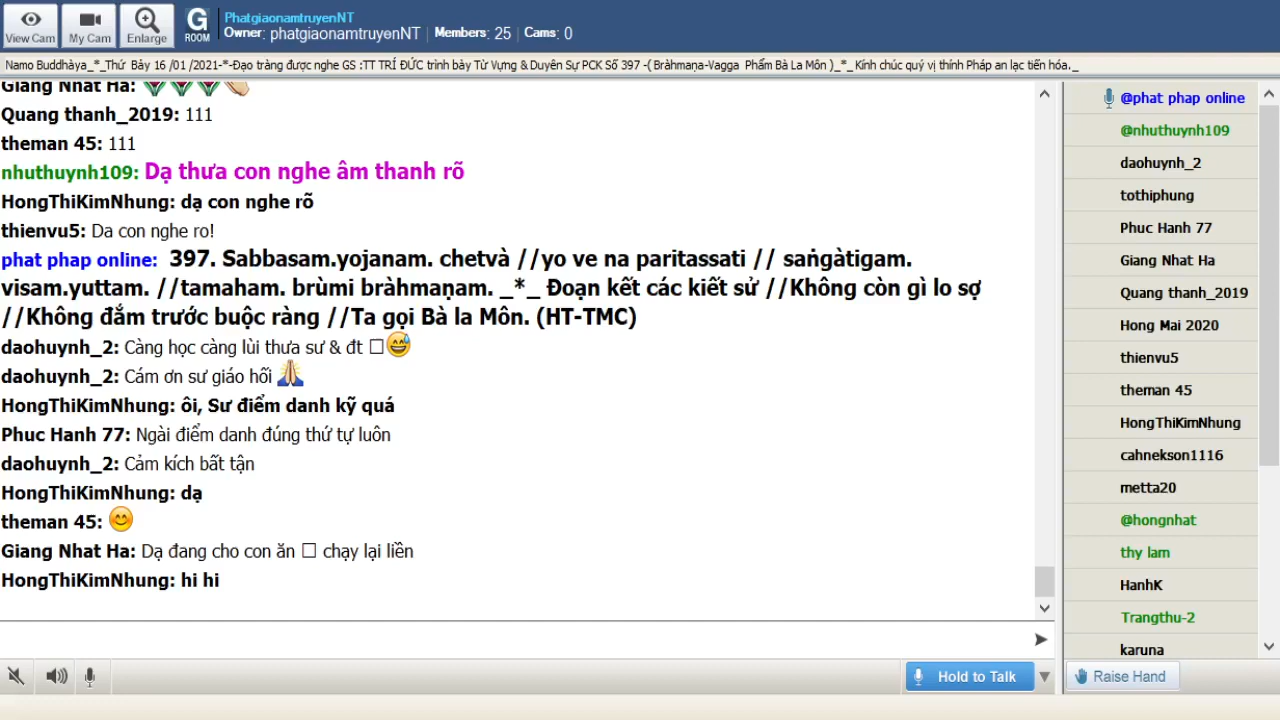 View Cam
My Cam
Enlarge
G
ROOM
PhatgiaonamtruyenNT
Owner: phatgiaonamtruyenNT | Members: 25 | Cams: 0
Namo Buddhàya_*_Thứ Bảy 16 /01 /2021-*-Đạo tràng được nghe GS :TT TRÍ ĐỨC trình bày Từ Vựng & Duyên Sự PCK Số 397 -( Bràhmaṇa-Vagga Phẩm Bà La Môn )_*_ Kính chúc quý vị thính Pháp an lạc tiến hóa._
Giang Nhat Ha:
Quang thanh_2019: 111
theman 45: 111
nhuthuynh109: Dạ thưa con nghe âm thanh rõ
HongThiKimNhung: dạ con nghe rõ
thienvu5: Da con nghe ro!
phat phap online: 397. Sabbasam.yojanam. chetvà //yo ve na paritassati // saṅgàtigam.
visam.yuttam. //tamaham. brùmi bràhmaṇam. _*_ Đoạn kết các kiết sử //Không còn gì lo sợ
//Không đắm trước buộc ràng //Ta gọi Bà la Môn. (HT-TMC)
daohuynh_2: Càng học càng lùi thưa sư & đt
daohuynh_2: Cám ơn sư giáo hối
HongThiKimNhung: ôi, Sư điểm danh kỹ quá
Phuc Hanh 77: Ngài điểm danh đúng thứ tự luôn
daohuynh_2: Cảm kích bất tận
HongThiKimNhung: dạ
theman 45:
Giang Nhat Ha: Dạ đang cho con ăn □ chạy lại liền
HongThiKimNhung: hi hi
@phat phap online
@nhuthuynh109
daohuynh_2
tothiphung
Phuc Hanh 77
Giang Nhat Ha
Quang thanh_2019
Hong Mai 2020
thienvu5
theman 45
HongThiKimNhung
cahnekson1116
metta20
@hongnhat
thy lam
HanhK
Trangthu-2
karuna
Hold to Talk
Raise Hand